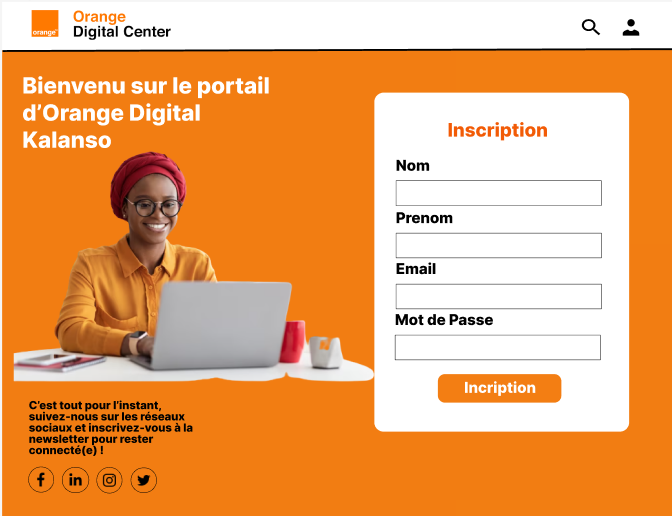 orange
Orange
Digital Center
Bienvenu sur le portail
d'Orange Digital
Kalanso
Inscription
Nom
Prenom
Email
Mot de Passe
Incription
C'est tout pour l'instant,
suivez-nous sur les réseaux
sociaux et inscrivez-vous à la
newsletter pour rester
connecté(e) !